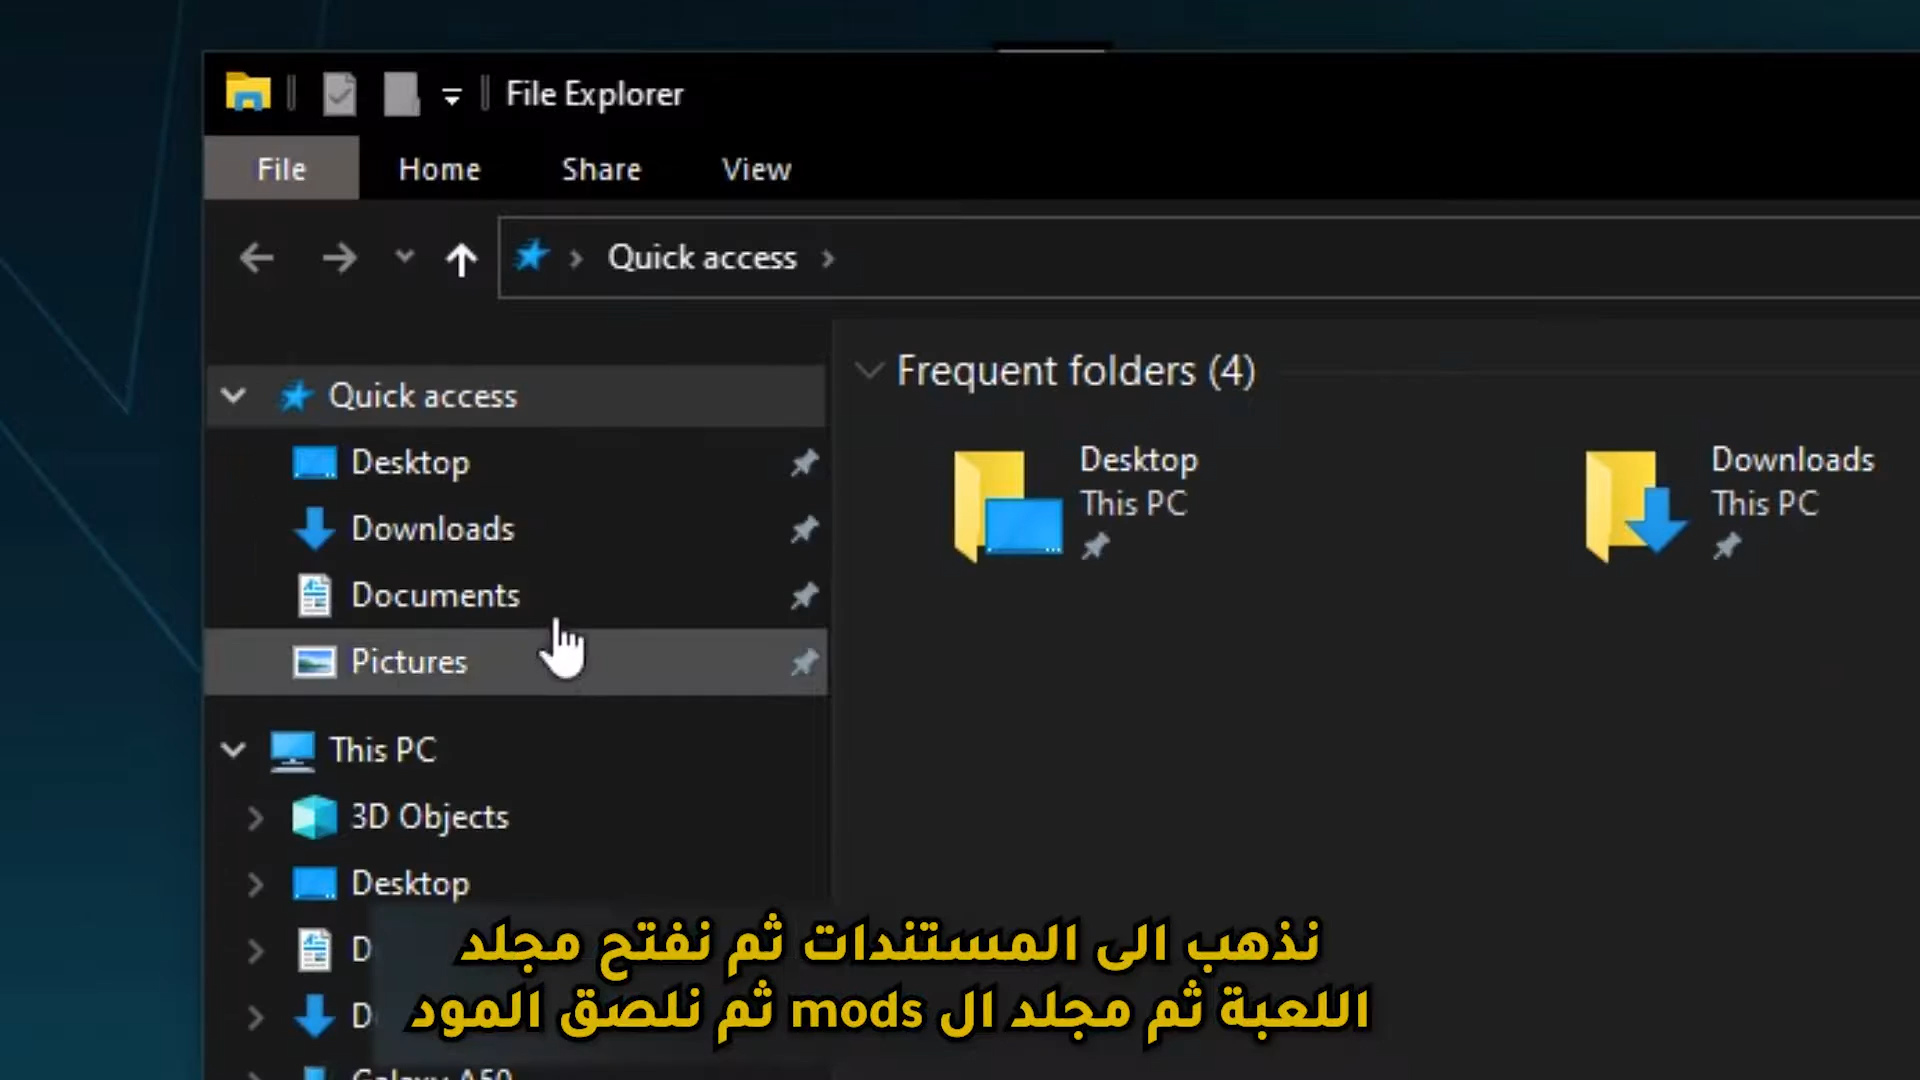 File Explorer
File Home Share View
Quick access
Quick access
Desktop
Downloads
Documents
Pictures
This PC
3D Objects
Desktop
D
D
Galaxy A50
Frequent folders (4)
Desktop
This PC
Downloads
This PC
نذهب الى المستندات ثم نفتح مجلد
اللعبة ثم مجلد ال mods ثم نلصق المود